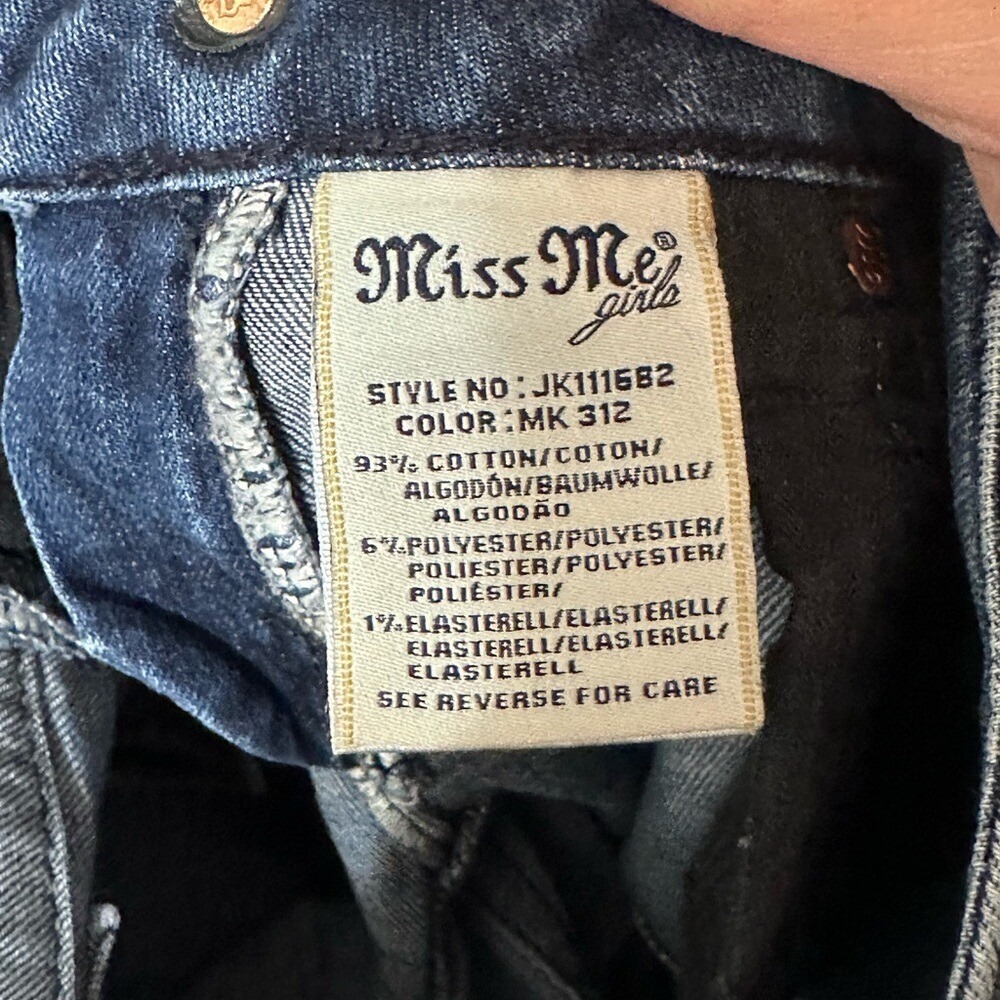 Miss Me®
girls
STYLE NO : JK111682
COLOR : MK 312
93% COTTON/COTON/
ALGODÓN/BAUMWOLLE/
ALGODÃO
6% POLYESTER/POLYESTER/
POLIESTER/POLYESTER/
POLIÉSTER/
1% ELASTERELL/ELASTERELL/
ELASTERELL/ELASTERELL/
ELASTERELL
SEE REVERSE FOR CARE